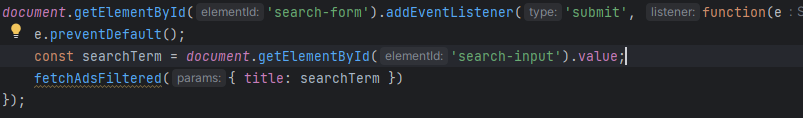 document.getElementById( elementId: 'search-form').addEventListener( type: 'submit', listener: function(e : S
e.preventDefault();
const searchTerm = document.getElementById( elementId: 'search-input').value;
fetchAdsFiltered( params: { title: searchTerm })
});